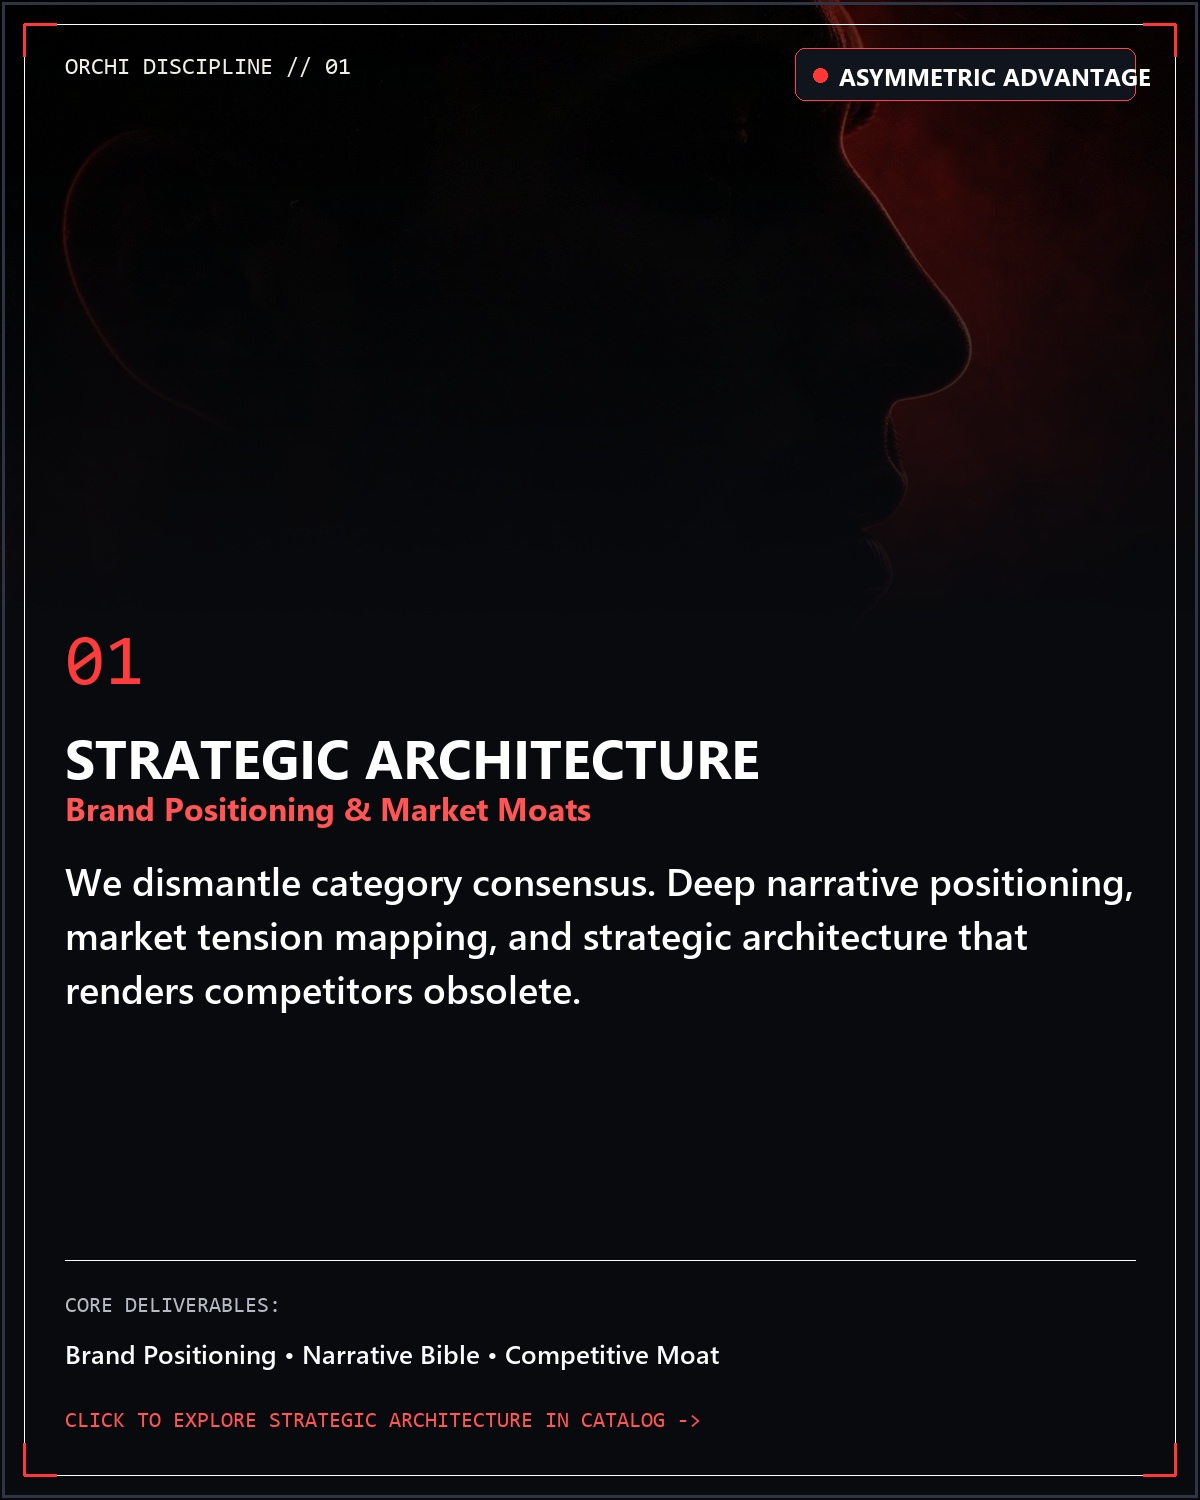 ORCHI DISCIPLINE // 01
ASYMMETRIC ADVANTAGE
01
STRATEGIC ARCHITECTURE
Brand Positioning & Market Moats
We dismantle category consensus. Deep narrative positioning,
market tension mapping, and strategic architecture that
renders competitors obsolete.
CORE DELIVERABLES:
Brand Positioning • Narrative Bible • Competitive Moat
CLICK TO EXPLORE STRATEGIC ARCHITECTURE IN CATALOG ->